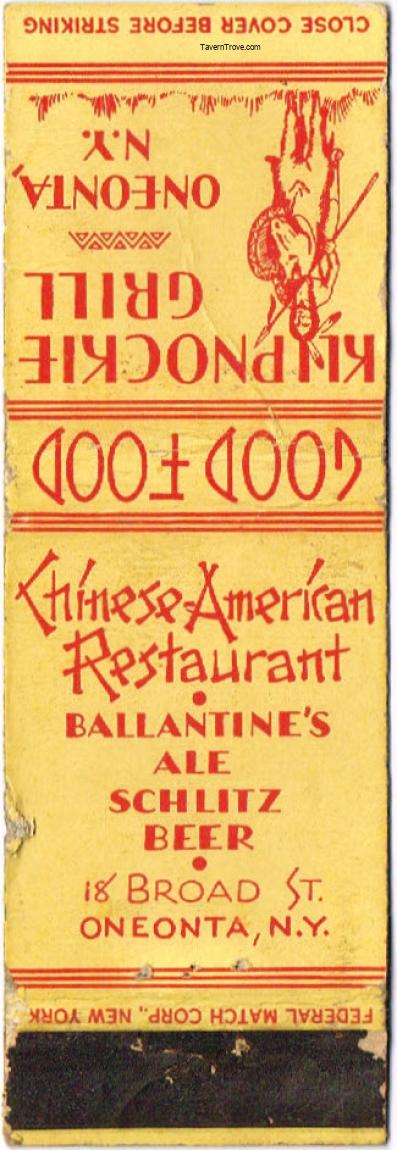 CLOSE COVER BEFORE STRIKING
TavernTrove.com
KLIPNOCKIE
GRILL
ONEONTA,
N.Y.
GOOD FOOD
Chinese-American
Restaurant
BALLANTINE'S
ALE
SCHLITZ
BEER
18 BROAD ST.
ONEONTA, N.Y.
FEDERAL MATCH CORP., NEW YORK